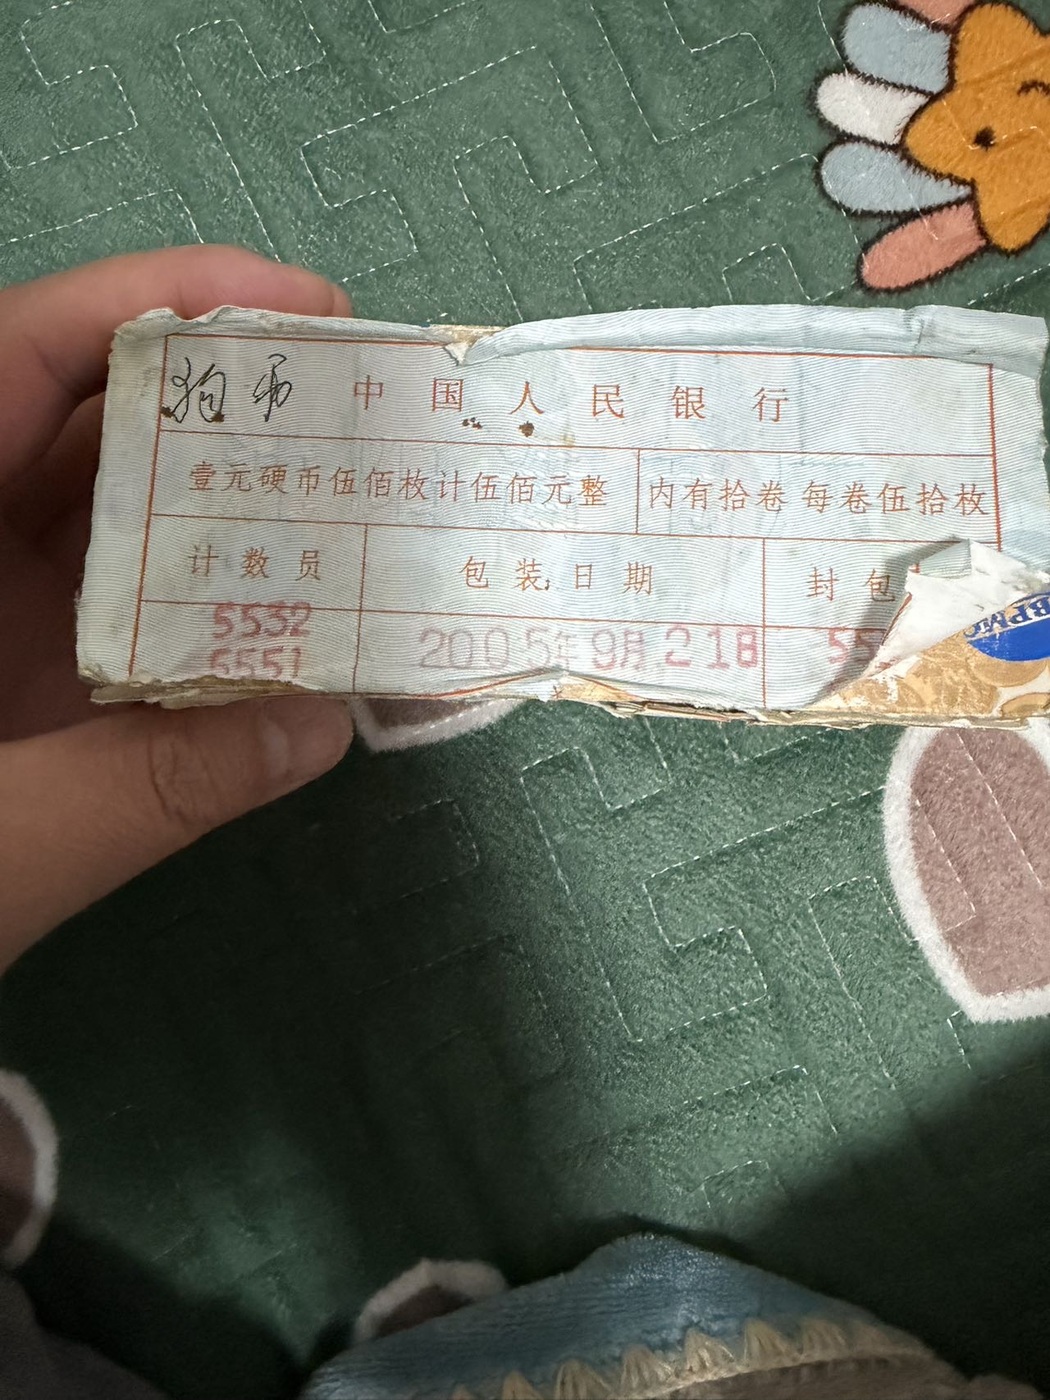 狗币 中国人民银行
壹元硬币伍佰枚计伍佰元整 内有拾卷 每卷伍拾枚
计数员 包装日期 封包
5532 2005年9月21日 55
5551
BPMC